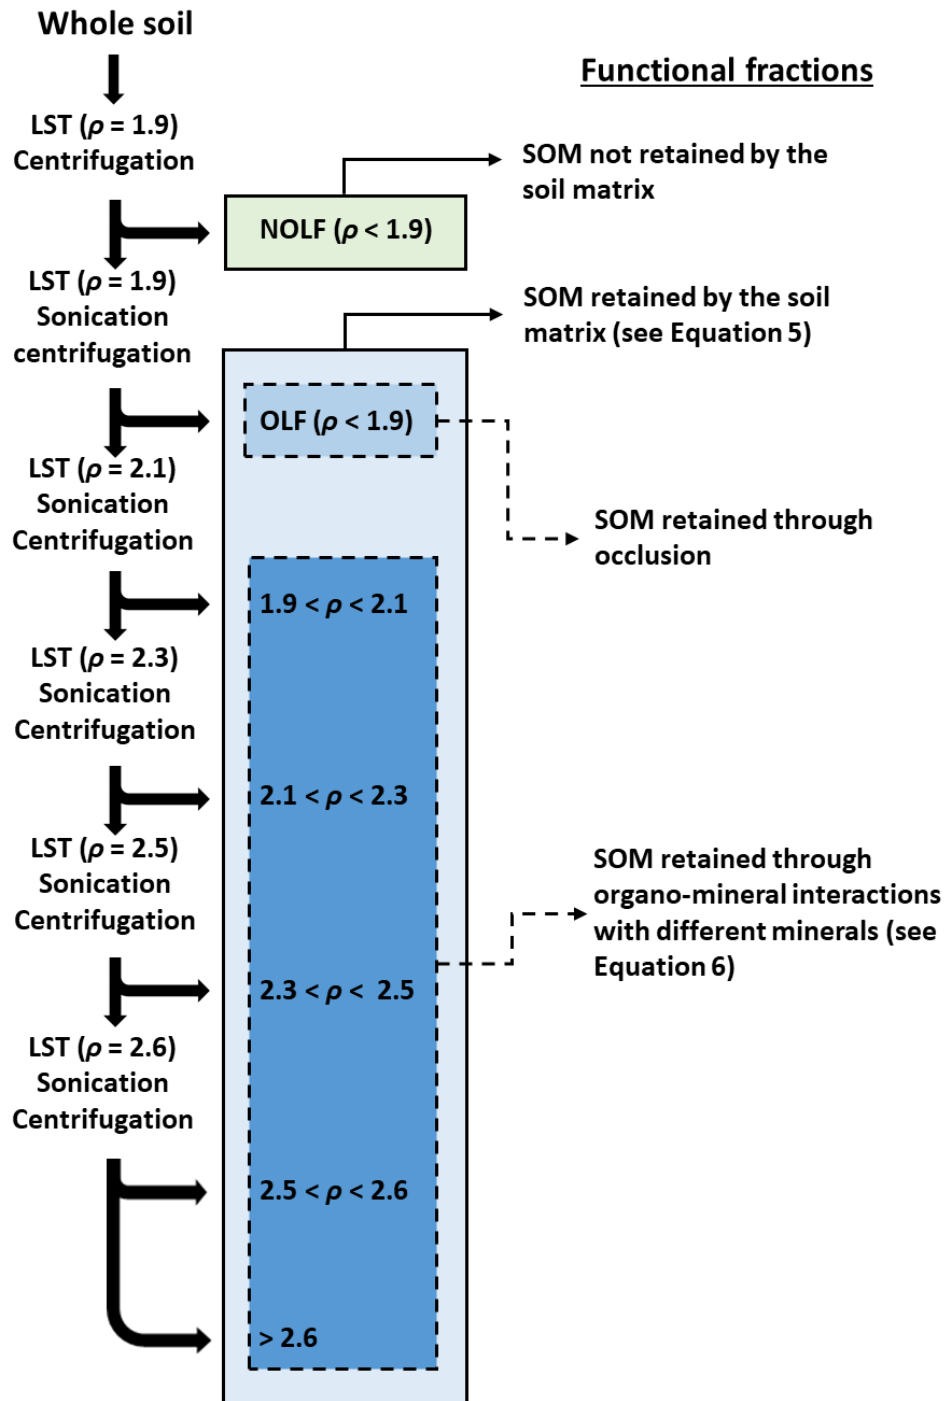 Whole soil
Functional fractions
LST (ρ = 1.9)
Centrifugation
SOM not retained by the
soil matrix
NOLF (ρ < 1.9)
LST (ρ = 1.9)
Sonication
centrifugation
SOM retained by the soil
matrix (see Equation 5)
OLF (ρ < 1.9)
LST (ρ = 2.1)
Sonication
Centrifugation
SOM retained through
occlusion
1.9 < ρ < 2.1
LST (ρ = 2.3)
Sonication
Centrifugation
2.1 < ρ < 2.3
LST (ρ = 2.5)
Sonication
Centrifugation
SOM retained through
organo-mineral interactions
with different minerals (see
Equation 6)
2.3 < ρ < 2.5
LST (ρ = 2.6)
Sonication
Centrifugation
2.5 < ρ < 2.6
> 2.6